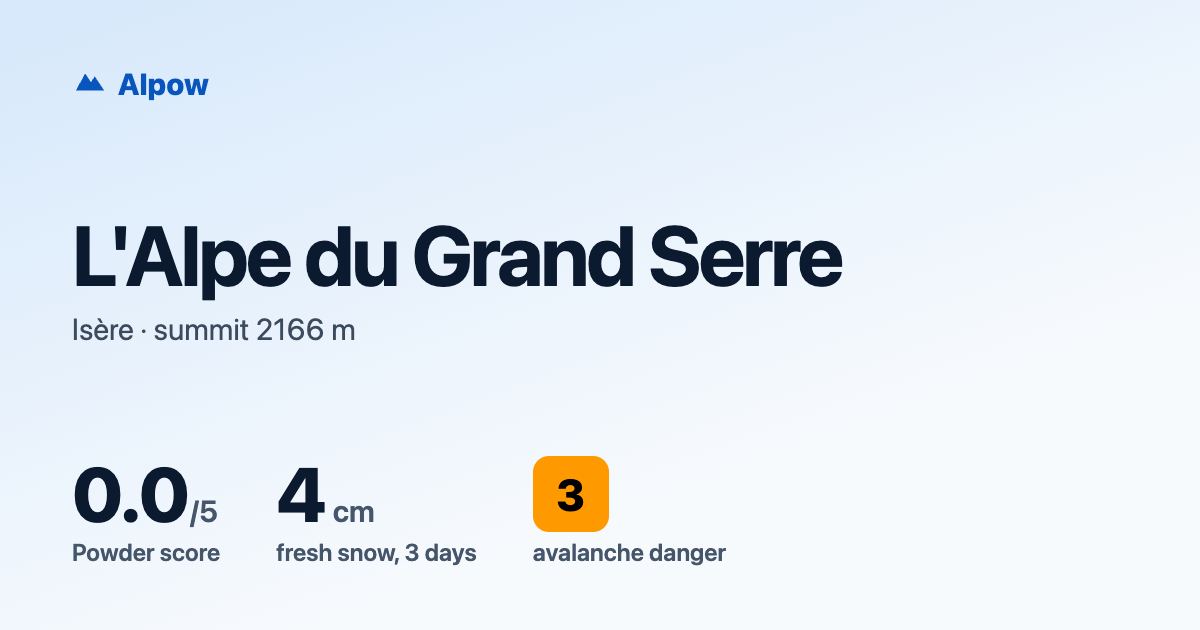 Alpow
L'Alpe du Grand Serre
Isère · summit 2166 m
0.0/5
Powder score
4 cm
fresh snow, 3 days
3
avalanche danger